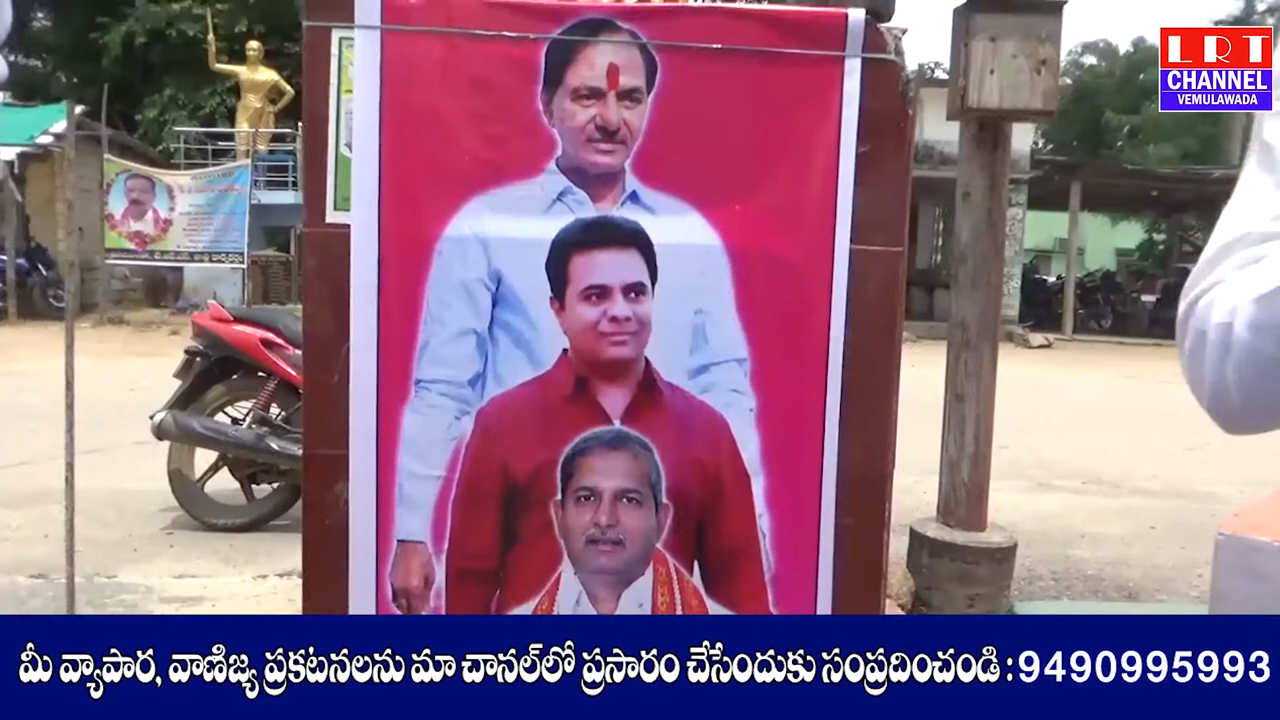 LRT
CHANNEL
VEMULAWADA
మీ వ్యాపార, వాణిజ్య ప్రకటనలను మా చానల్‌లో ప్రసారం చేసేందుకు సంప్రదించండి : 9490995993